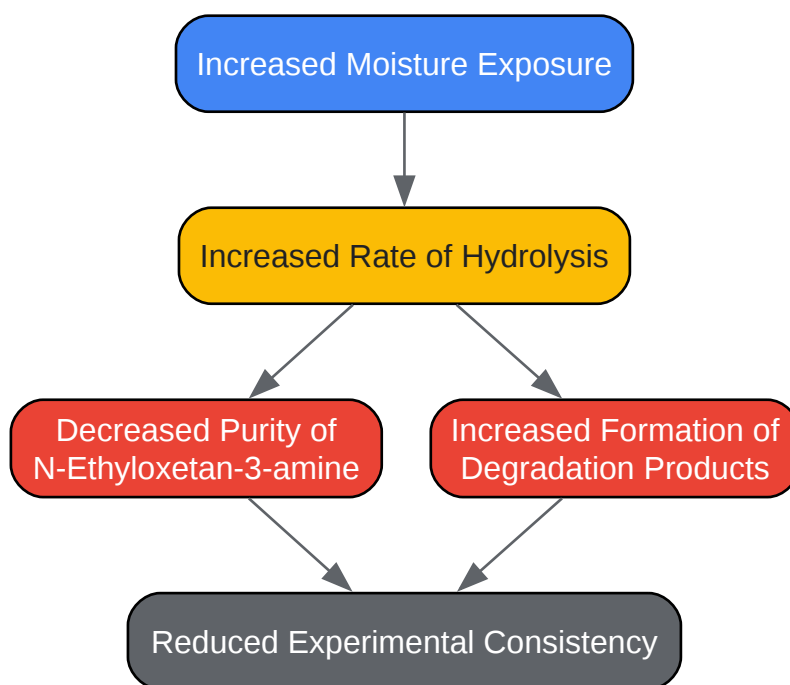 Increased Moisture Exposure
Increased Rate of Hydrolysis
Decreased Purity of
N-Ethyloxetan-3-amine
Increased Formation of
Degradation Products
Reduced Experimental Consistency